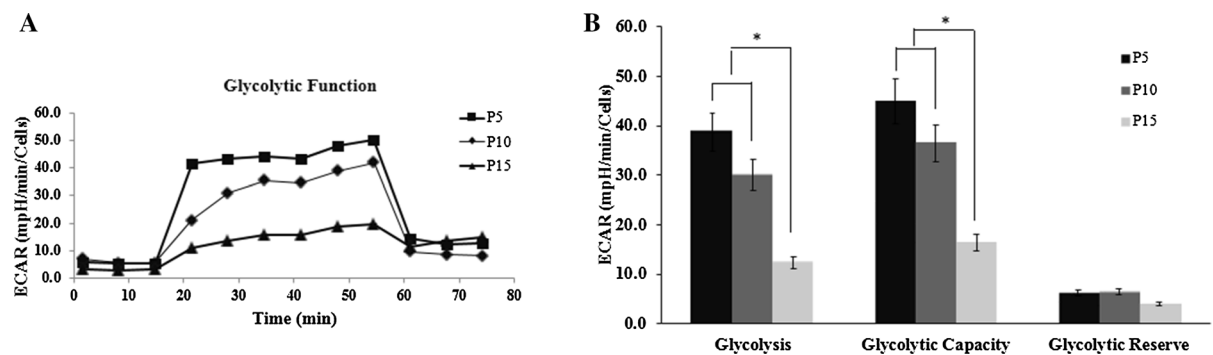 A
Glycolytic Function
ECAR (mpH/min/Cells)
60.0
50.0
40.0
30.0
20.0
10.0
0.0
0 10 20 30 40 50 60 70 80
Time (min)
P5
P10
P15
B
ECAR (mpH/min/Cells)
60.0
50.0
40.0
30.0
20.0
10.0
0.0
*
*
P5
P10
P15
Glycolysis Glycolytic Capacity Glycolytic Reserve